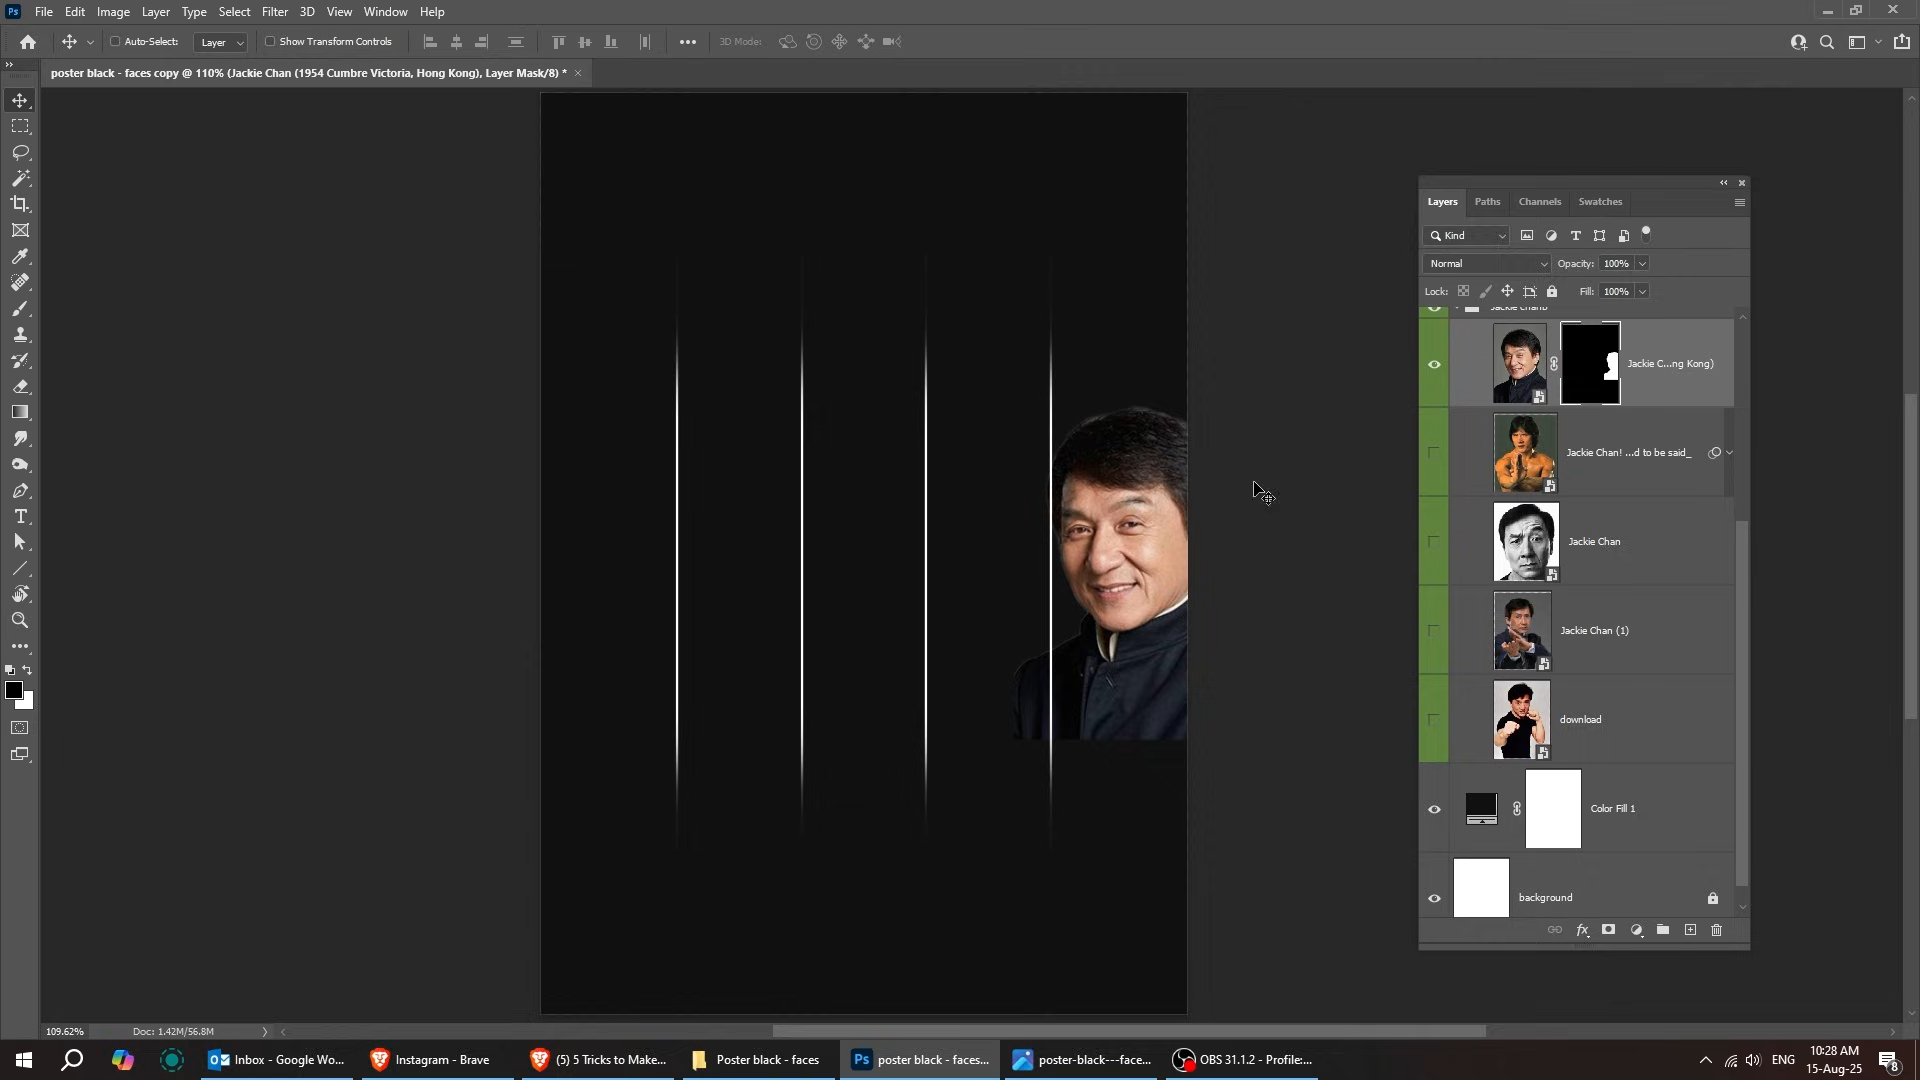 Ps File Edit Image Layer Type Select Filter 3D View Window Help
Auto-Select: Layer Show Transform Controls 3D Mode:
poster black - faces copy @ 110% (Jackie Chan (1954 Cumbre Victoria, Hong Kong), Layer Mask/8) * ×
Layers Paths Channels Swatches
Kind
Normal Opacity: 100%
Lock: Fill: 100%
Jackie C...ng Kong)
Jackie Chan! ...d to be said_
Jackie Chan
Jackie Chan (1)
download
Color Fill 1
background
fx
109.62% Doc: 1.42M/56.8M
Inbox - Google Wo... Instagram - Brave (5) 5 Tricks to Make... Poster black - faces Ps poster black - faces... poster-black---face... OBS 31.1.2 - Profile:... ENG 10:28 AM
15-Aug-25 8